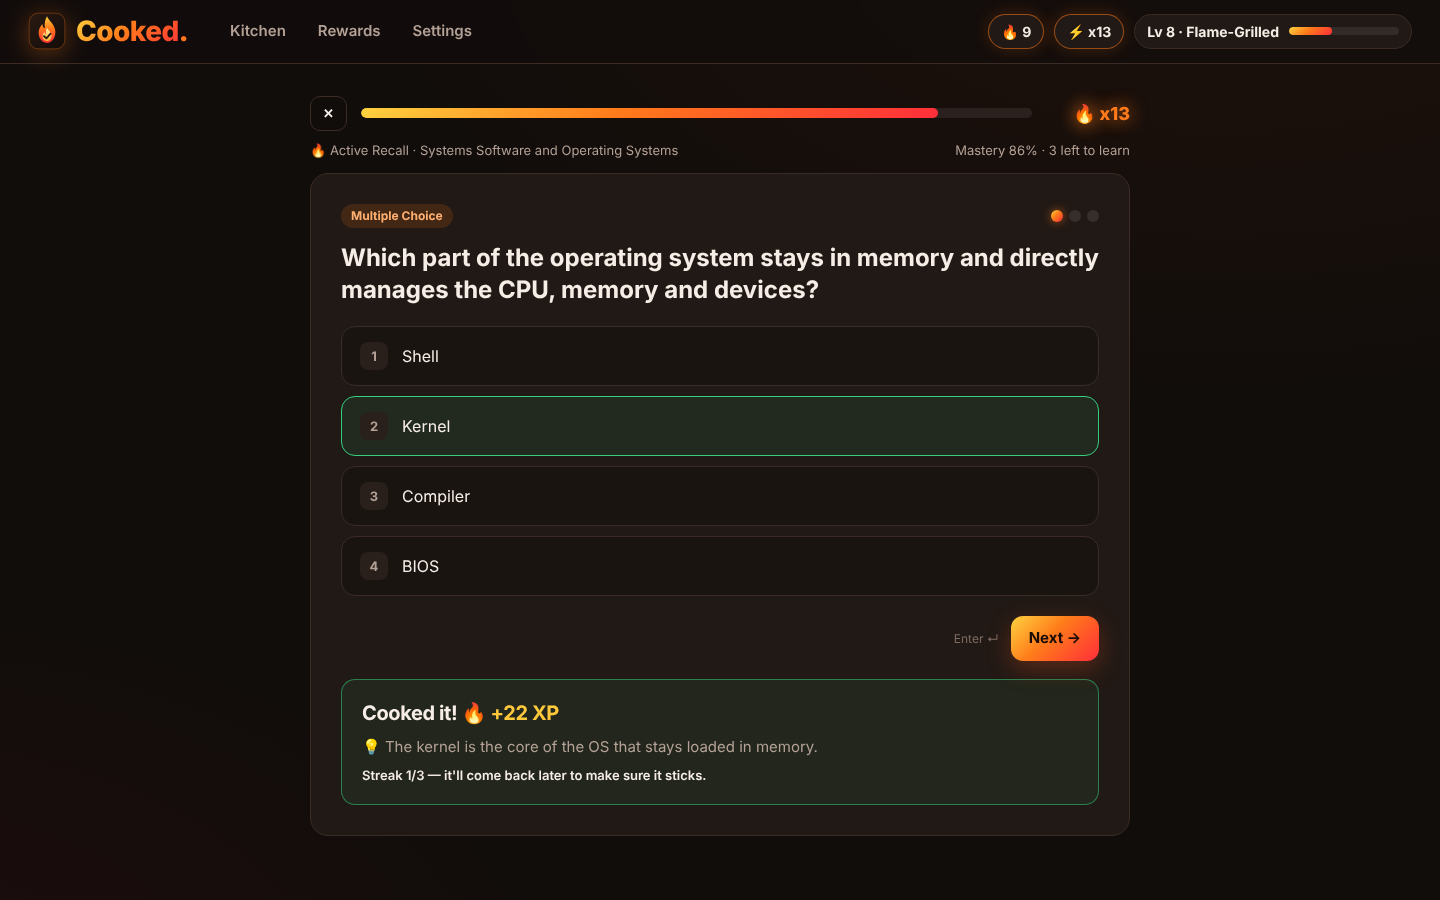 Cooked.
Kitchen
Rewards
Settings
🔥 9
⚡ x13
Lv 8 · Flame-Grilled
×
🔥 x13
🔥 Active Recall · Systems Software and Operating Systems
Mastery 86% · 3 left to learn
Multiple Choice
Which part of the operating system stays in memory and directly
manages the CPU, memory and devices?
1 Shell
2 Kernel
3 Compiler
4 BIOS
Enter ↵
Next →
Cooked it! 🔥 +22 XP
💡 The kernel is the core of the OS that stays loaded in memory.
Streak 1/3 — it'll come back later to make sure it sticks.